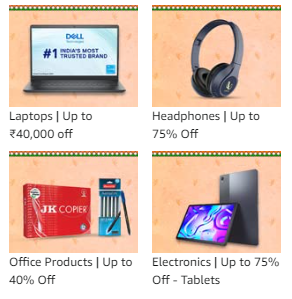 DELL
#1 INDIA'S MOST
TRUSTED BRAND
Laptops | Up to
₹40,000 off
Headphones | Up to
75% Off
JK COPIER
Office Products | Up to
40% Off
Electronics | Up to 75%
Off - Tablets